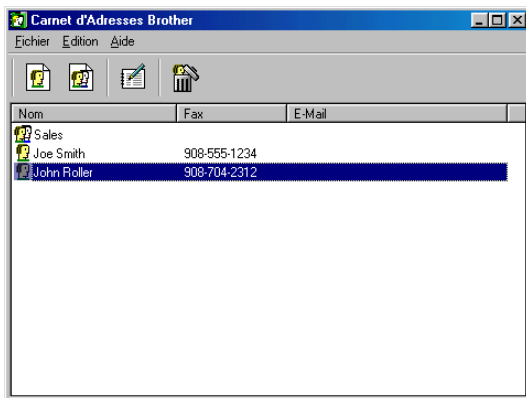 Carnet d'Adresses Brother
Fichier Edition Aide
Nom Fax E-Mail
Sales
Joe Smith 908-555-1234
John Roller 908-704-2312